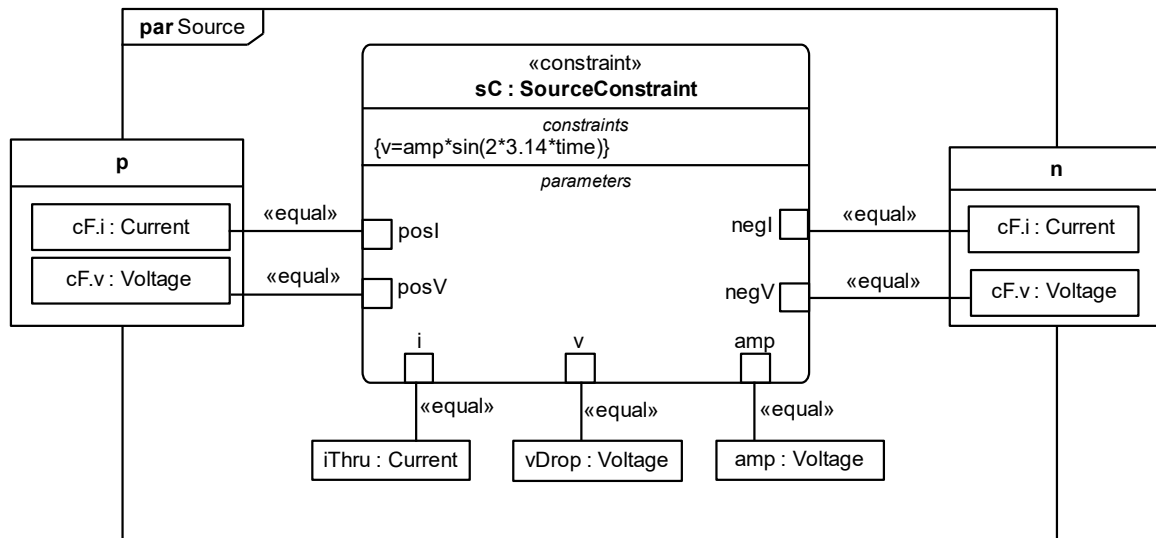 par Source
«constraint»
sC : SourceConstraint
constraints
{v=amp*sin(2*3.14*time)}
parameters
p
n
cF.i : Current
«equal»
posI
negI
«equal»
cF.i : Current
cF.v : Voltage
«equal»
posV
negV
«equal»
cF.v : Voltage
i
v
amp
«equal»
«equal»
«equal»
iThru : Current
vDrop : Voltage
amp : Voltage